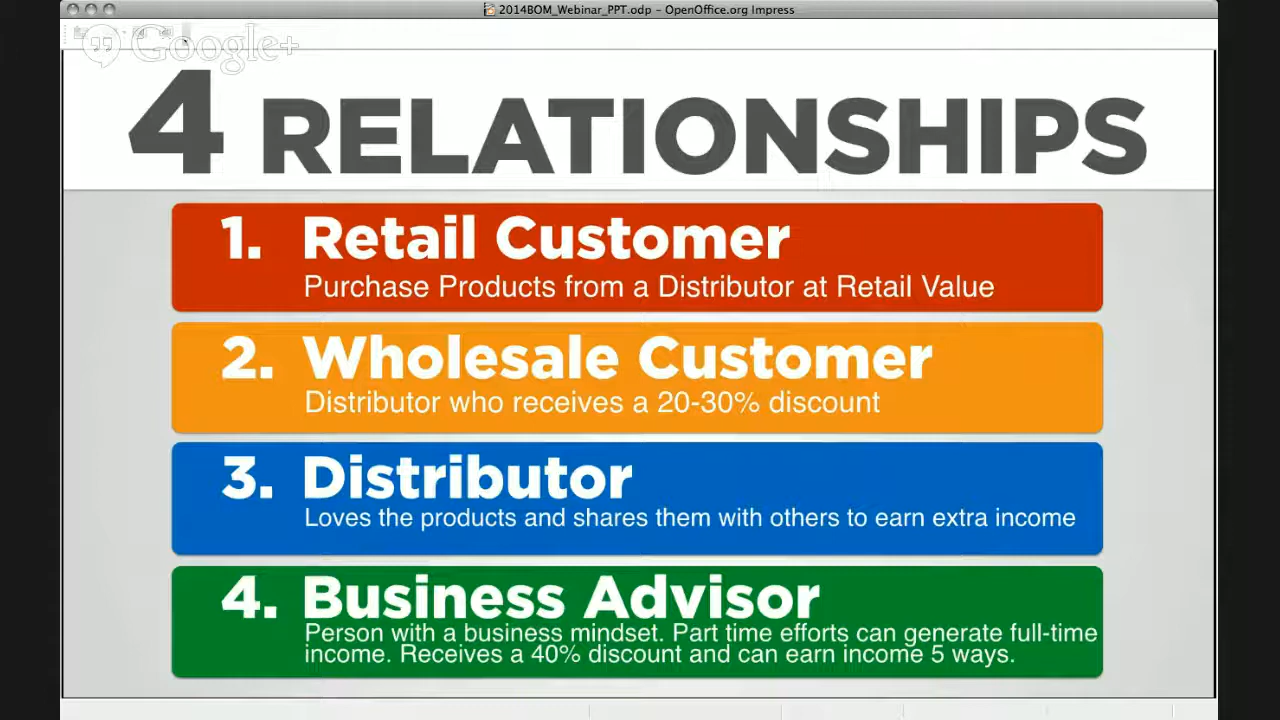 2014BOM_Webinar_PPT.odp – OpenOffice.org Impress
Google+
4 RELATIONSHIPS
1. Retail Customer
Purchase Products from a Distributor at Retail Value
2. Wholesale Customer
Distributor who receives a 20-30% discount
3. Distributor
Loves the products and shares them with others to earn extra income
4. Business Advisor
Person with a business mindset. Part time efforts can generate full-time
income. Receives a 40% discount and can earn income 5 ways.